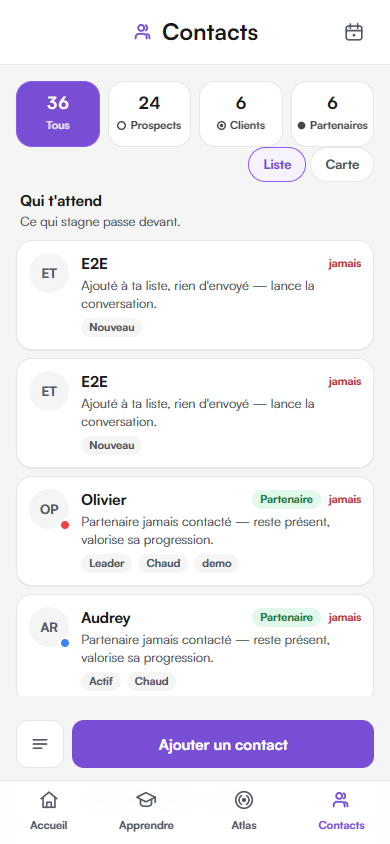 Contacts
36
Tous
24
Prospects
6
Clients
6
Partenaires
Liste
Carte
Qui t'attend
Ce qui stagne passe devant.
ET
E2E
jamais
Ajouté à ta liste, rien d'envoyé — lance la
conversation.
Nouveau
ET
E2E
jamais
Ajouté à ta liste, rien d'envoyé — lance la
conversation.
Nouveau
OP
Olivier
Partenaire
jamais
Partenaire jamais contacté — reste présent,
valorise sa progression.
Leader
Chaud
demo
AR
Audrey
Partenaire
jamais
Partenaire jamais contacté — reste présent,
valorise sa progression.
Actif
Chaud
Ajouter un contact
Accueil
Apprendre
Atlas
Contacts